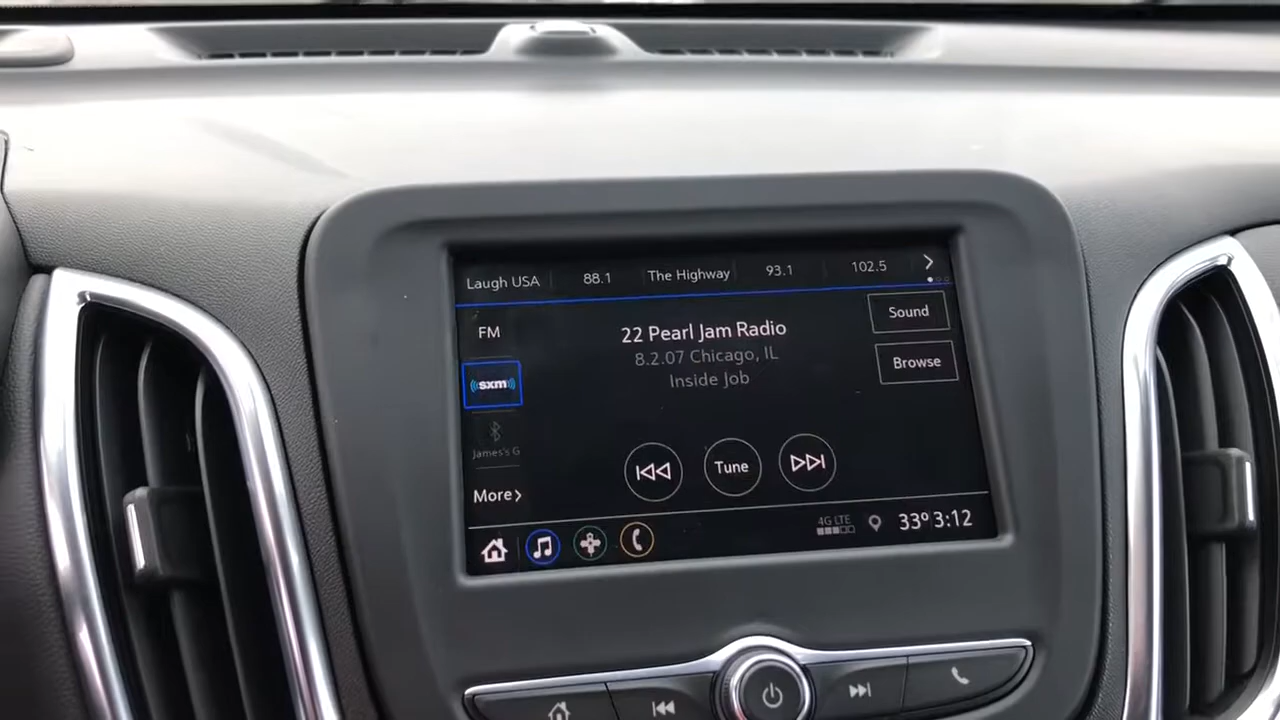 Laugh USA 88.1 The Highway 93.1 102.5
FM
22 Pearl Jam Radio
8.2.07 Chicago, IL
Inside Job
Sound
Browse
sxm
James's G
More
Tune
4G LTE
33° 3:12